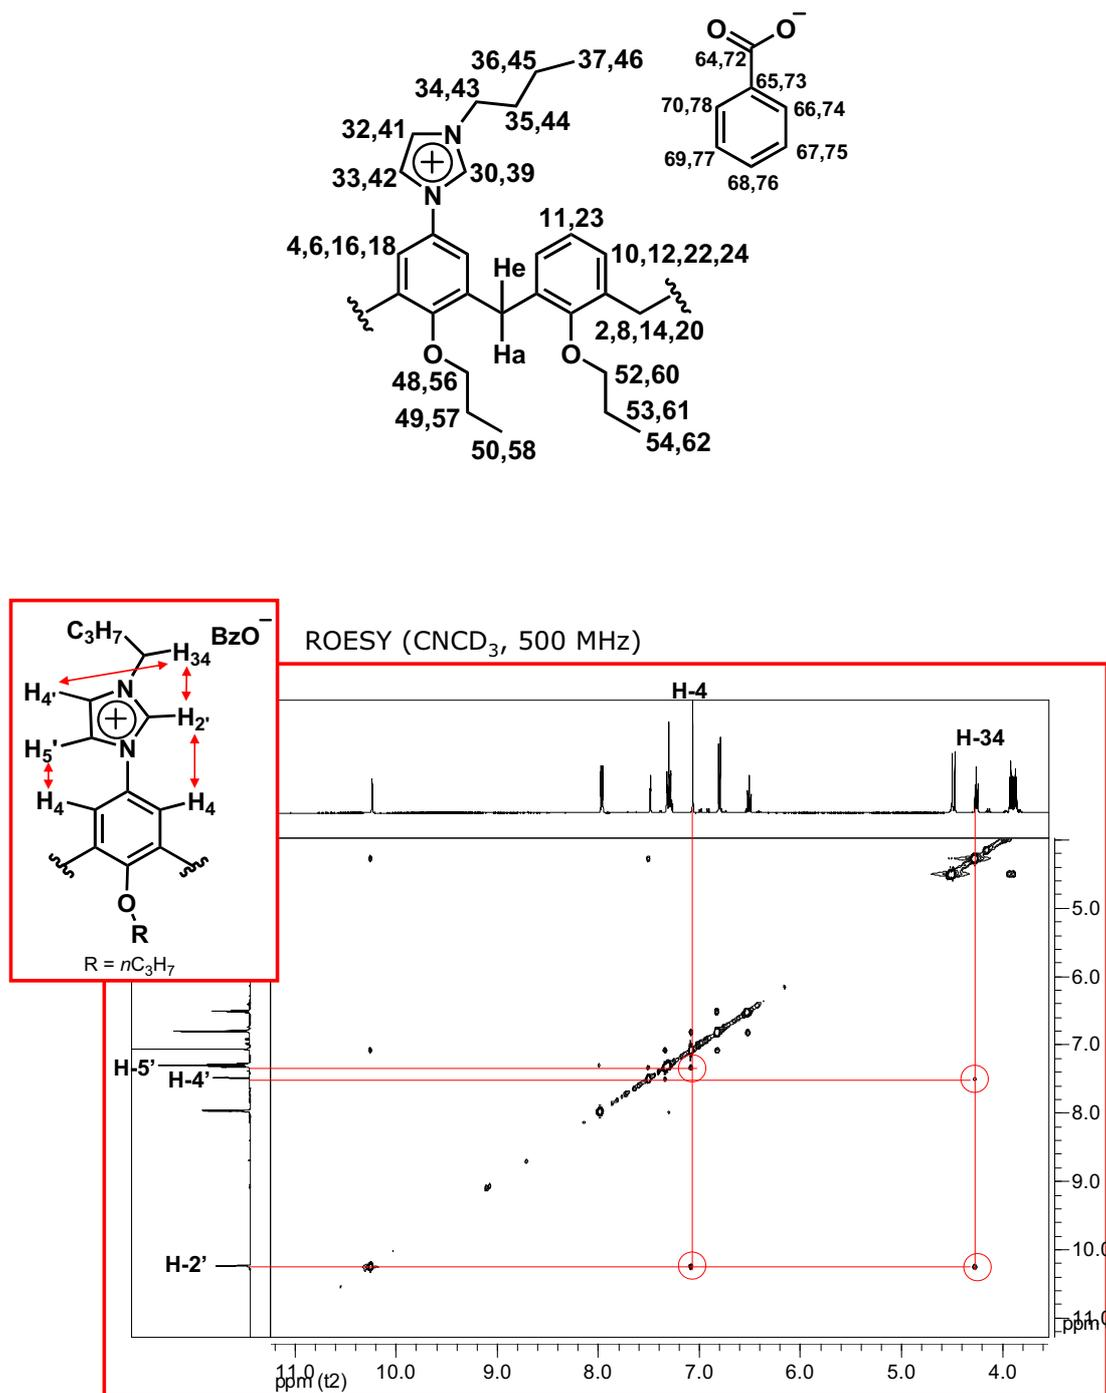 O O−
64,72
65,73
70,78 66,74
69,77 67,75
68,76
36,45 37,46
34,43
35,44
32,41 N
+
33,42 30,39
N
11,23
4,6,16,18 10,12,22,24
He
2,8,14,20
Ha
O O
48,56 52,60
49,57 53,61
50,58 54,62
C3H7 BzO−
H34
H4' N
+ H2'
H5' N
H4 H4
O
R
R = nC3H7
ROESY (CNCD3, 500 MHz)
H-4
H-34
5.0
6.0
7.0
H-5’
H-4’
8.0
9.0
H-2’
10.0
11.0
ppm
11.0 10.0 9.0 8.0 7.0 6.0 5.0 4.0
ppm (t2)